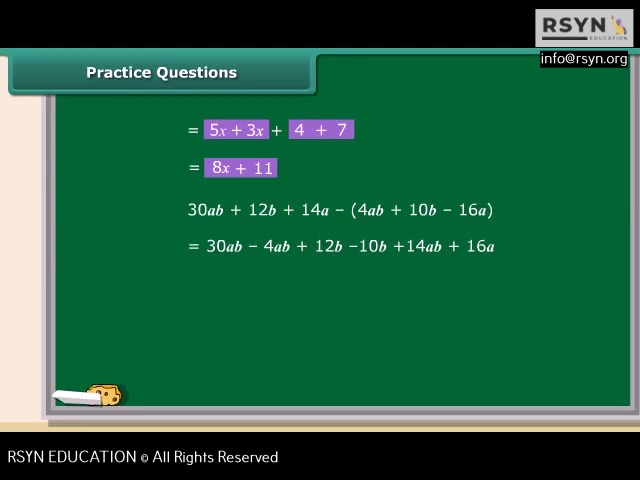 RSYN
EDUCATION
info@rsyn.org
Practice Questions
= 5x + 3x + 4 + 7
= 8x + 11
30ab + 12b + 14a − (4ab + 10b − 16a)
= 30ab − 4ab + 12b −10b +14ab + 16a
RSYN EDUCATION © All Rights Reserved